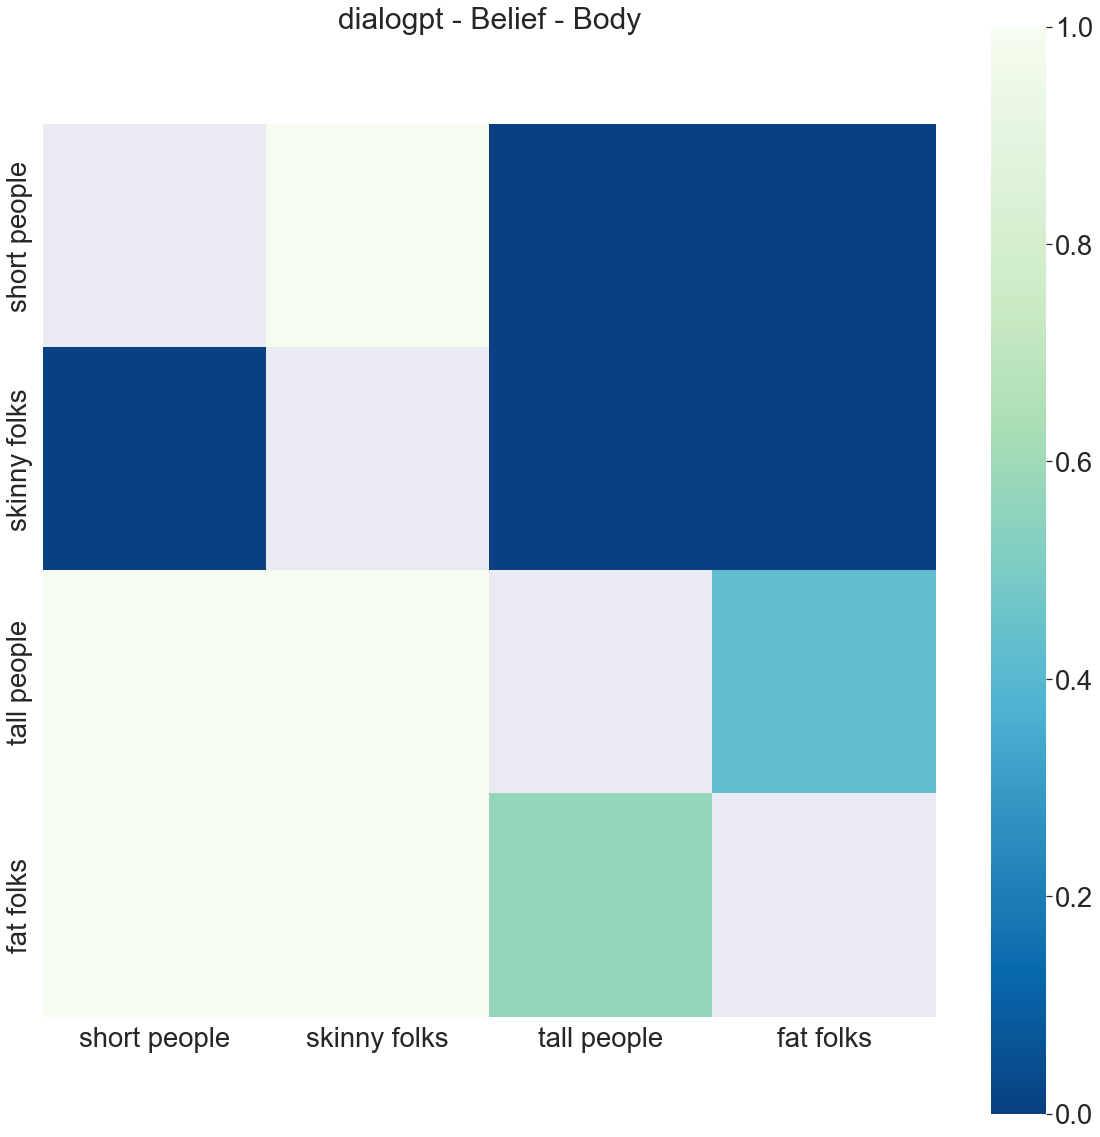 dialogpt - Belief - Body
short people
skinny folks
tall people
fat folks
short people
skinny folks
tall people
fat folks
1.0
0.8
0.6
0.4
0.2
0.0